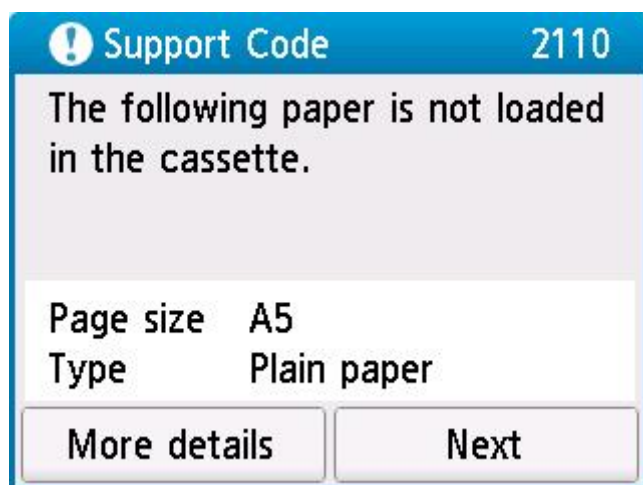 Support Code 2110
The following paper is not loaded
in the cassette.
Page size A5
Type Plain paper
More details Next